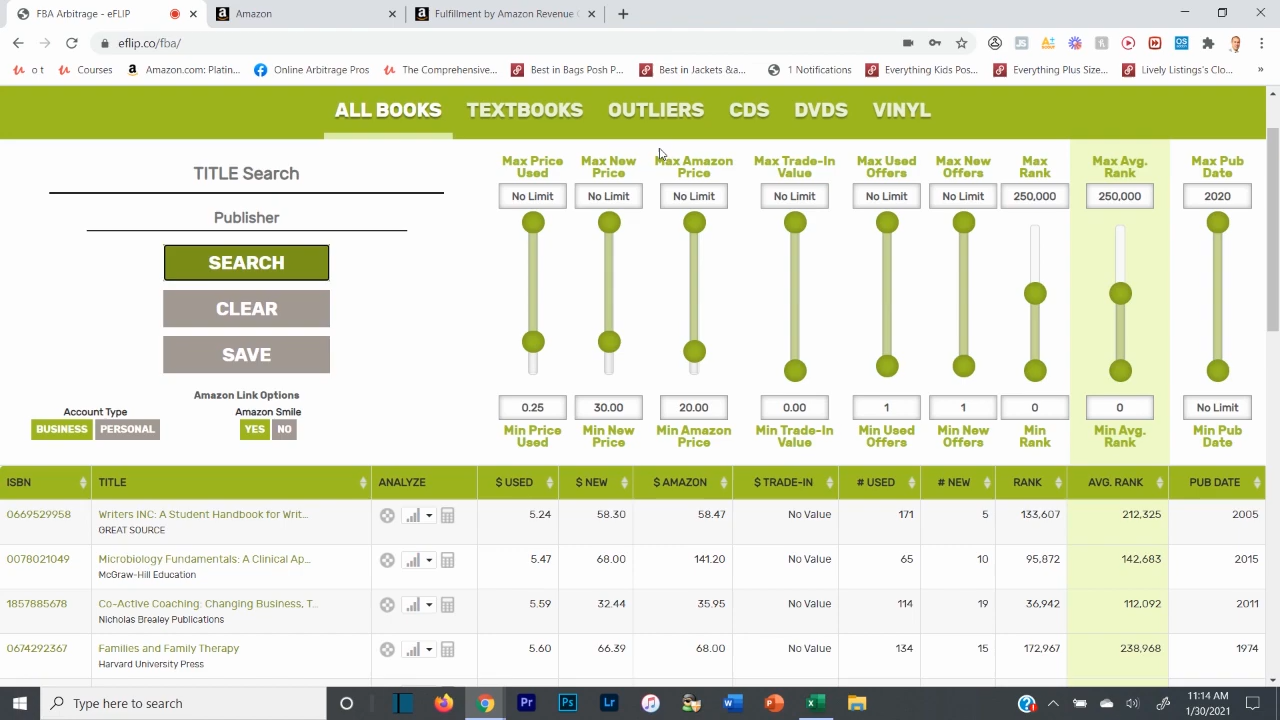 FBA Arbitrage - eFLIP
Amazon
Fulfillment by Amazon Revenue C
eflip.co/fba/
o t
Courses
Amazon.com: Platin...
Online Arbitrage Pros
The Comprehensive...
Best in Bags Posh P...
Best in Jackets &a...
1 Notifications
Everything Kids Pos...
Everything Plus Size...
Lively Listings's Clo...
ALL BOOKS TEXTBOOKS OUTLIERS CDS DVDS VINYL
TITLE Search
Publisher
SEARCH
CLEAR
SAVE
Amazon Link Options
Account Type
BUSINESS PERSONAL
Amazon Smile
YES NO
Max Price Used
Max New Price
Max Amazon Price
Max Trade-In Value
Max Used Offers
Max New Offers
Max Rank
Max Avg. Rank
Max Pub Date
No Limit No Limit No Limit No Limit No Limit No Limit 250,000 250,000 2020
0.25 30.00 20.00 0.00 1 1 0 0 No Limit
Min Price Used
Min New Price
Min Amazon Price
Min Trade-In Value
Min Used Offers
Min New Offers
Min Rank
Min Avg. Rank
Min Pub Date
ISBN TITLE ANALYZE $ USED $ NEW $ AMAZON $ TRADE-IN # USED # NEW RANK AVG. RANK PUB DATE
0669529958 Writers INC: A Student Handbook for Writ... 5.24 58.30 58.47 No Value 171 5 133,607 212,325 2005
GREAT SOURCE
0078021049 Microbiology Fundamentals: A Clinical Ap... 5.47 68.00 141.20 No Value 65 10 95,872 142,683 2015
McGraw-Hill Education
1857885678 Co-Active Coaching: Changing Business, T... 5.59 32.44 35.95 No Value 114 19 36,942 112,092 2011
Nicholas Brealey Publications
0674292367 Families and Family Therapy 5.60 66.39 68.00 No Value 134 15 172,967 238,968 1974
Harvard University Press
Type here to search
11:14 AM
1/30/2021